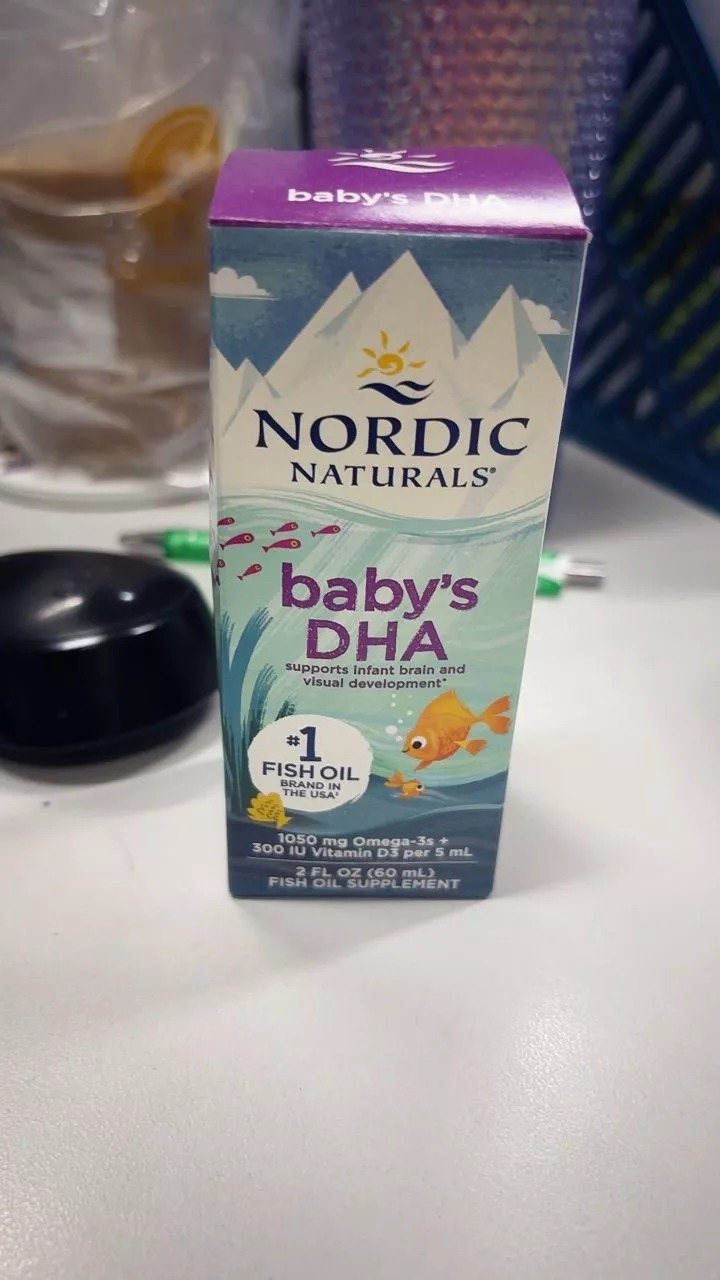 baby's DHA
NORDIC
NATURALS®
baby's
DHA
supports infant brain and
visual development*
#1
FISH OIL
BRAND IN
THE USA‡
1050 mg Omega-3s +
300 IU Vitamin D3 per 5 mL
2 FL OZ (60 mL)
FISH OIL SUPPLEMENT